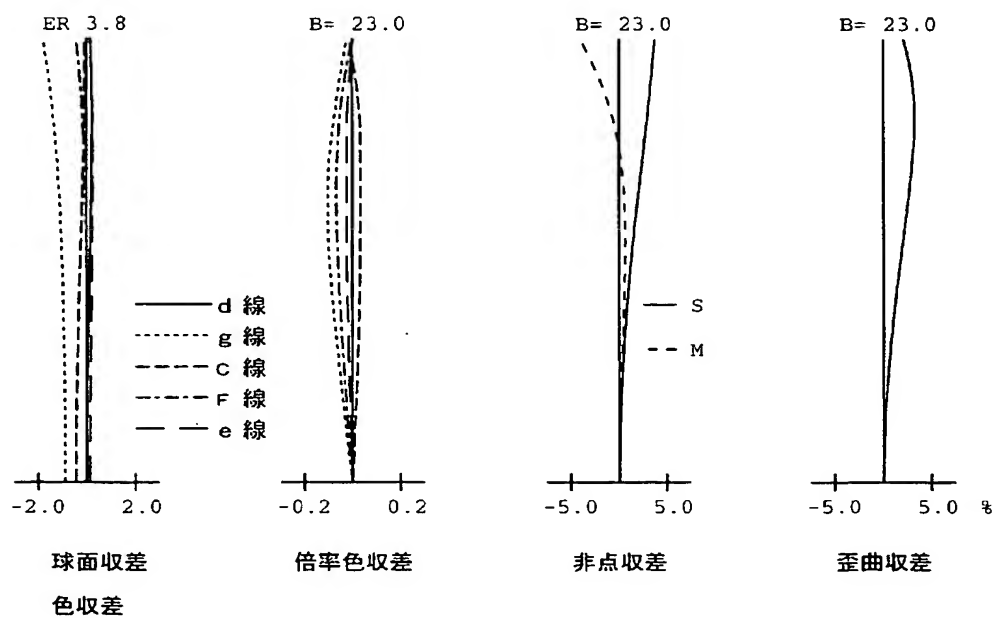 ER 3.8
B= 23.0
B= 23.0
B= 23.0
d 線
g 線
C 線
F 線
e 線
S
M
-2.0 2.0
-0.2 0.2
-5.0 5.0
-5.0 5.0 %
球面収差
色収差
倍率色収差
非点収差
歪曲収差